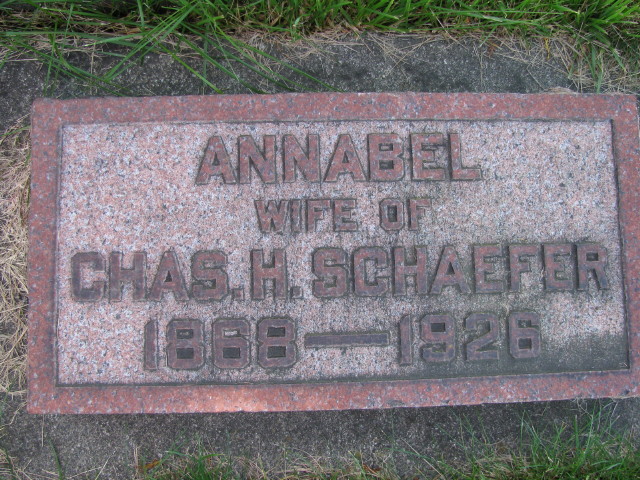 ANNABEL
WIFE OF
CHAS. H. SCHAEFER
1868—1926